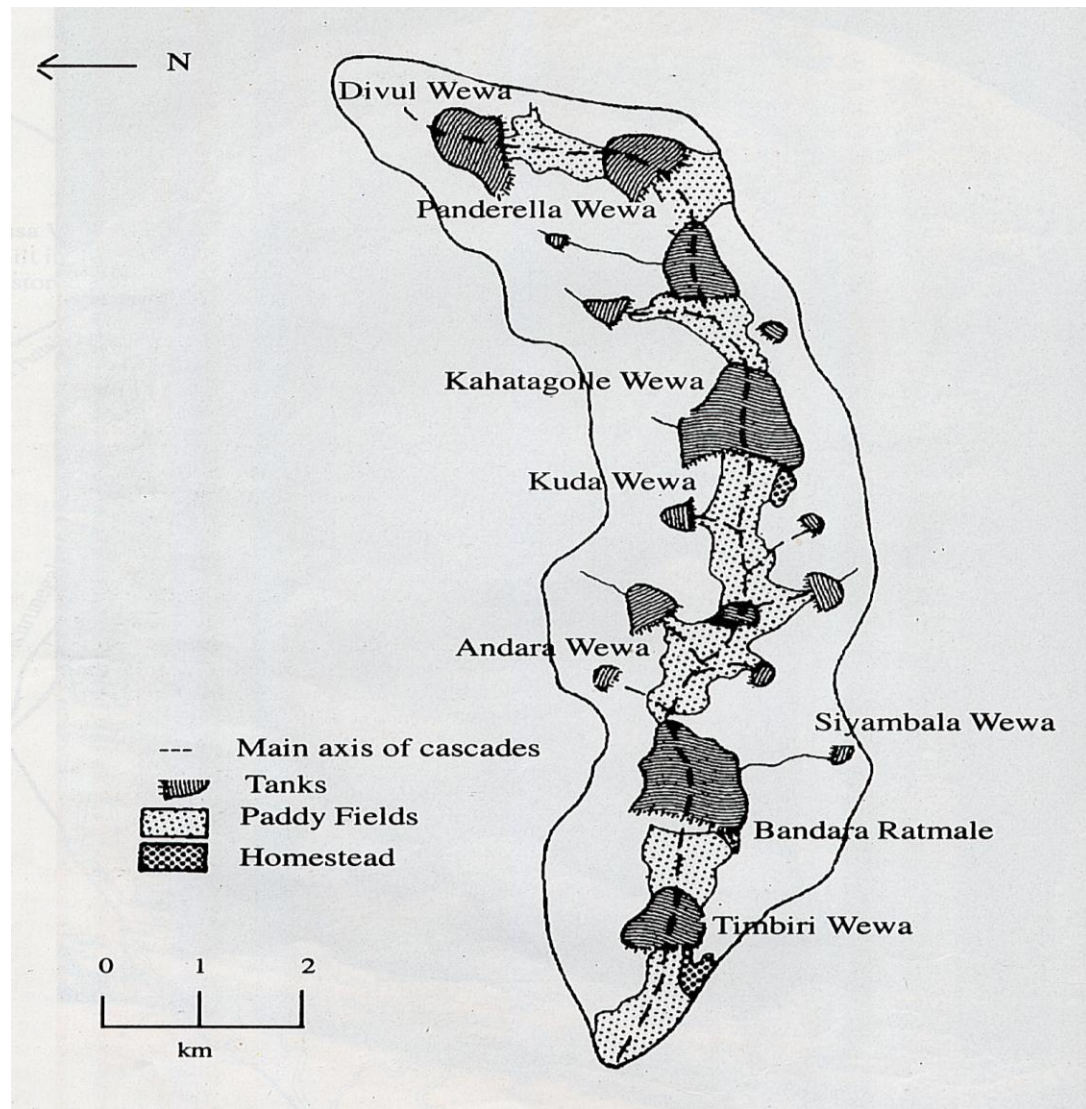 N
Divul Wewa
Panderella Wewa
Kahatagolle Wewa
Kuda Wewa
Andara Wewa
Siyambala Wewa
--- Main axis of cascades
Tanks
Paddy Fields
Homestead
Bandara Ratmale
Timbiri Wewa
0 1 2
km